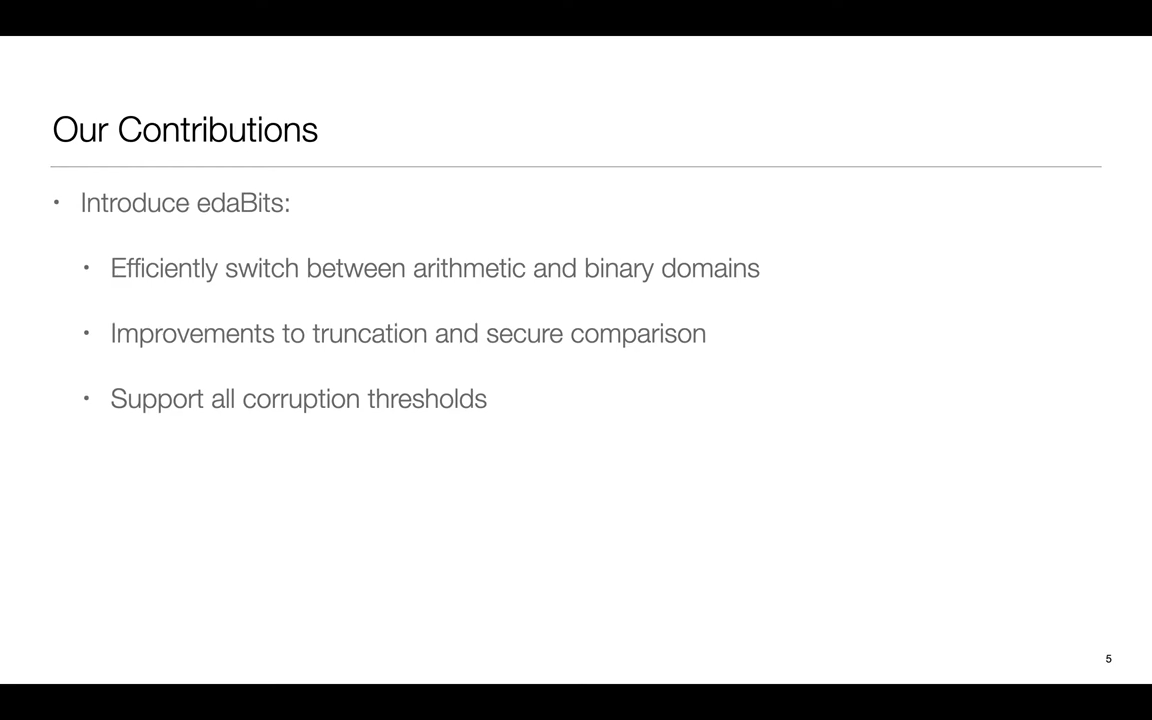 Our Contributions
• Introduce edaBits:
• Efficiently switch between arithmetic and binary domains
• Improvements to truncation and secure comparison
• Support all corruption thresholds
5